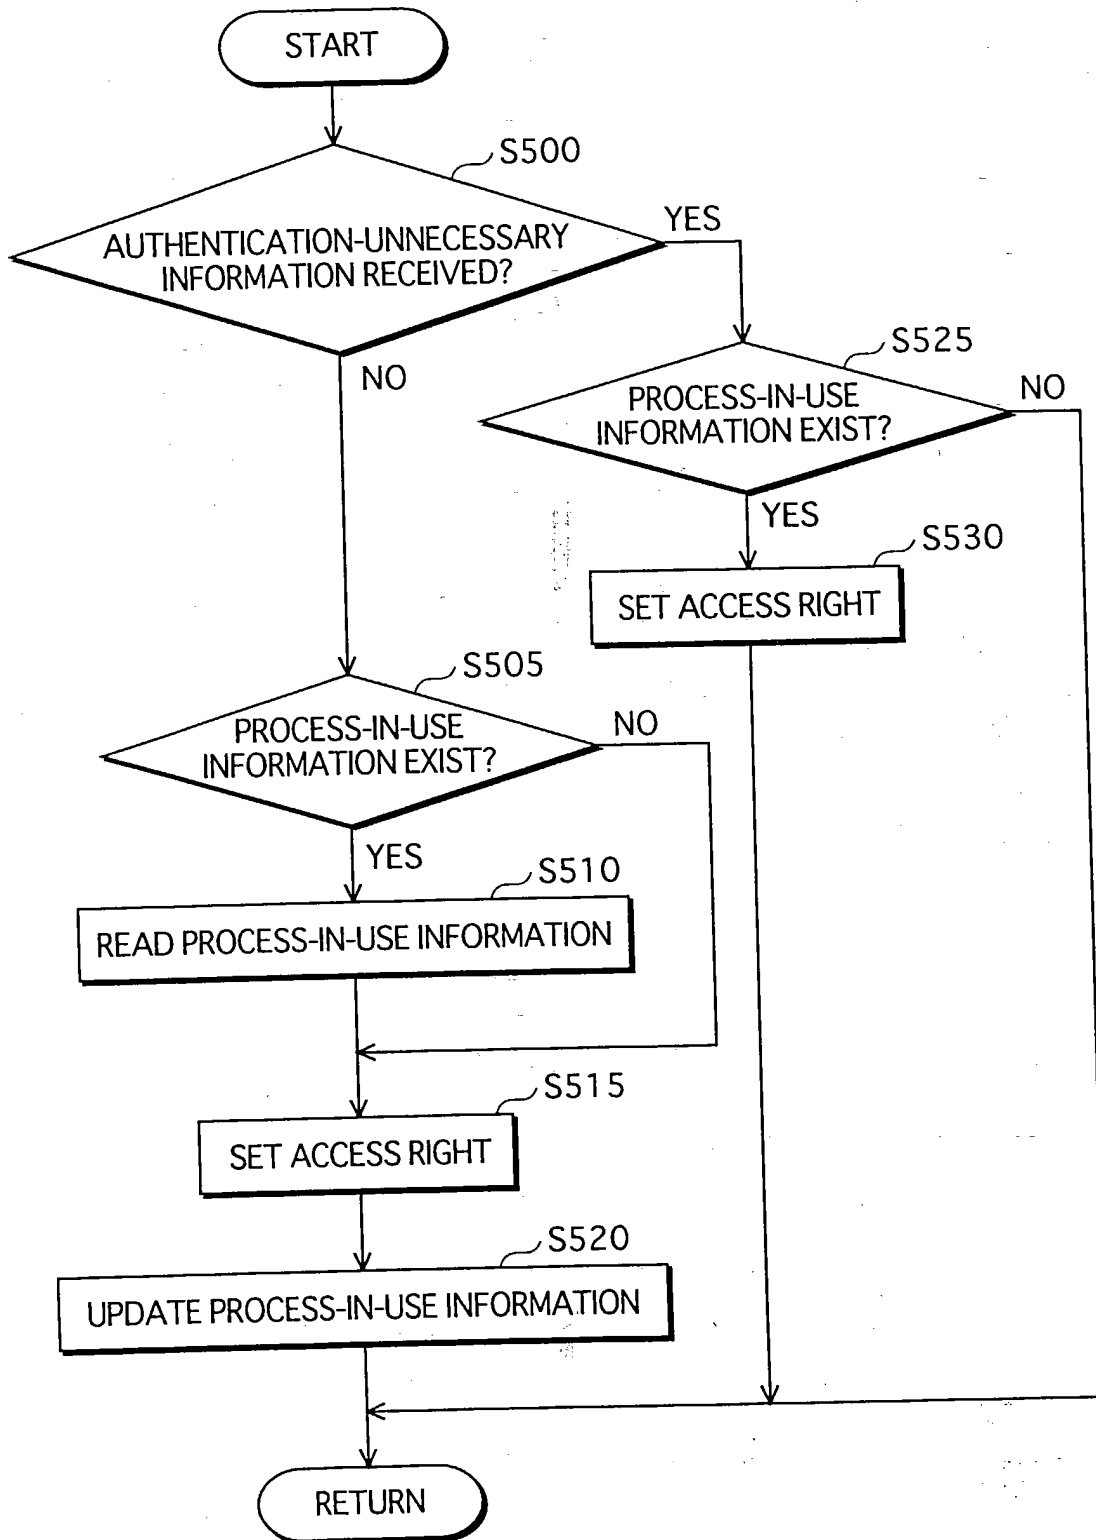 START
S500
AUTHENTICATION-UNNECESSARY
INFORMATION RECEIVED?
YES
NO
S525
PROCESS-IN-USE
INFORMATION EXIST?
NO
YES
S530
SET ACCESS RIGHT
S505
PROCESS-IN-USE
INFORMATION EXIST?
NO
YES
S510
READ PROCESS-IN-USE INFORMATION
S515
SET ACCESS RIGHT
S520
UPDATE PROCESS-IN-USE INFORMATION
RETURN